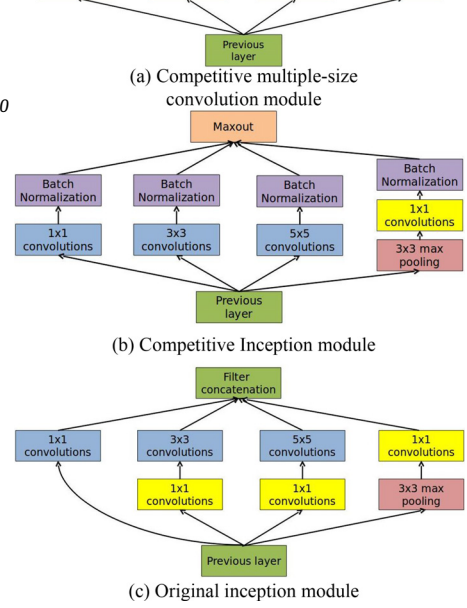 Previous
layer
(a) Competitive multiple-size
convolution module
0
Maxout
Batch
Normalization
Batch
Normalization
Batch
Normalization
Batch
Normalization
1x1
convolutions
1x1
convolutions
3x3
convolutions
5x5
convolutions
3x3 max
pooling
Previous
layer
(b) Competitive Inception module
Filter
concatenation
1x1
convolutions
3x3
convolutions
5x5
convolutions
1x1
convolutions
1x1
convolutions
1x1
convolutions
3x3 max
pooling
Previous layer
(c) Original inception module